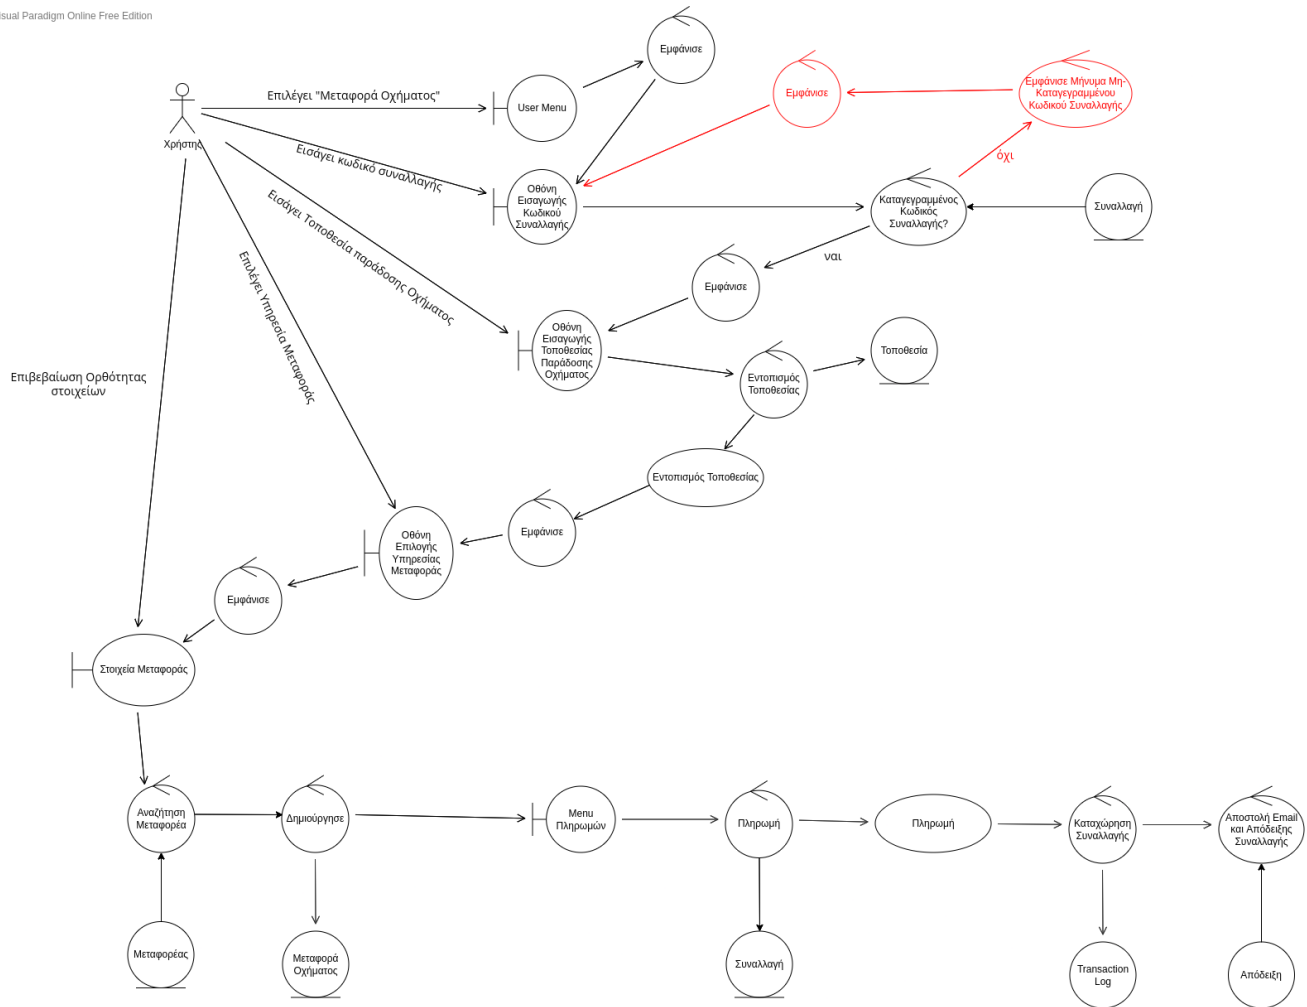 sual Paradigm Online Free Edition
Εμφάνισε
Εμφάνισε
Εμφάνισε Μήνυμα Μη-
Καταγεγραμμένου
Κωδικού Συναλλαγής
Επιλέγει "Μεταφορά Οχήματος"
User Menu
Χρήστης
Εισάγει κωδικό συναλλαγής
όχι
Οθόνη
Εισαγωγής
Κωδικού
Συναλλαγής
Καταγεγραμμένος
Κωδικός
Συναλλαγής?
Συναλλαγή
Εισάγει Τοποθεσία παράδοσης Οχήματος
ναι
Εμφάνισε
Επιλέγει Υπηρεσία Μεταφοράς
Οθόνη
Εισαγωγής
Τοποθεσίας
Παράδοσης
Οχήματος
Τοποθεσία
Εντοπισμός
Τοποθεσίας
Επιβεβαίωση Ορθότητας
στοιχείων
Εντοπισμός Τοποθεσίας
Εμφάνισε
Οθόνη
Επιλογής
Υπηρεσίας
Μεταφοράς
Εμφάνισε
Στοιχεία Μεταφοράς
Αναζήτηση
Μεταφορέα
Δημιούργησε
Menu
Πληρωμών
Πληρωμή
Πληρωμή
Καταχώρηση
Συναλλαγής
Αποστολή Email
και Απόδειξης
Συναλλαγής
Μεταφορέας
Μεταφορά
Οχήματος
Συναλλαγή
Transaction
Log
Απόδειξη